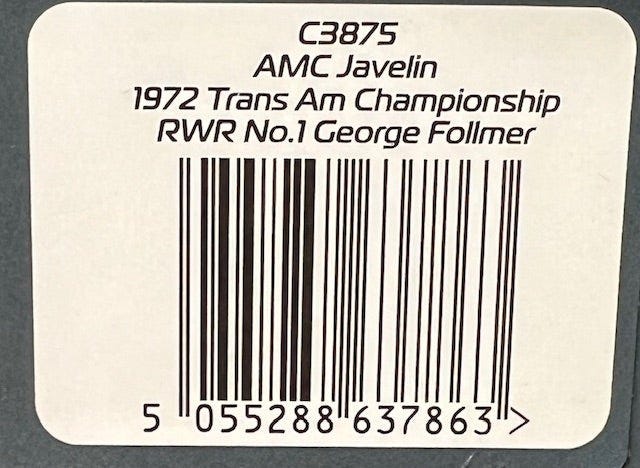 C3875
AMC Javelin
1972 Trans Am Championship
RWR No.1 George Follmer
5 055288 637863 >